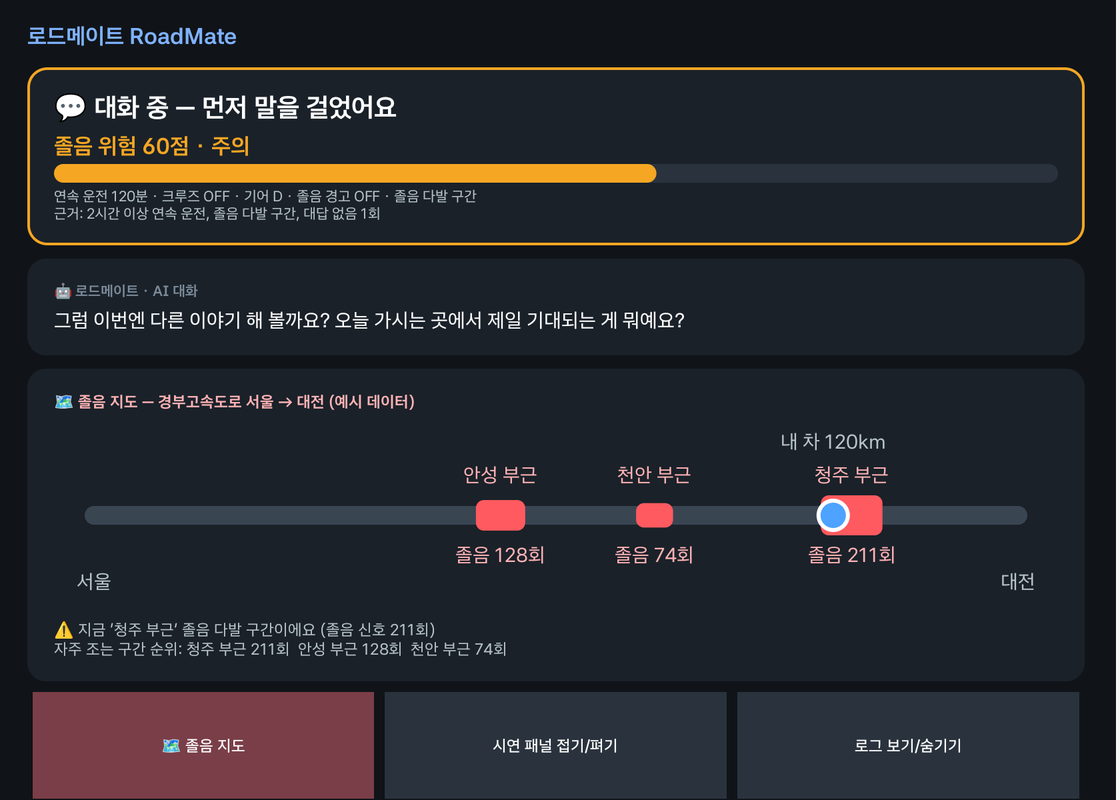 로드메이트 RoadMate
💬 대화 중 — 먼저 말을 걸었어요
졸음 위험 60점 · 주의
연속 운전 120분 · 크루즈 OFF · 기어 D · 졸음 경고 OFF · 졸음 다발 구간
근거: 2시간 이상 연속 운전, 졸음 다발 구간, 대답 없음 1회
🤖 로드메이트 · AI 대화
그럼 이번엔 다른 이야기 해 볼까요? 오늘 가시는 곳에서 제일 기대되는 게 뭐예요?
🗺️ 졸음 지도 — 경부고속도로 서울 → 대전 (예시 데이터)
내 차 120km
안성 부근 천안 부근 청주 부근
졸음 128회 졸음 74회 졸음 211회
서울 대전
⚠️ 지금 ‘청주 부근’ 졸음 다발 구간이에요 (졸음 신호 211회)
자주 조는 구간 순위: 청주 부근 211회 안성 부근 128회 천안 부근 74회
🗺️ 졸음 지도 시연 패널 접기/펴기 로그 보기/숨기기